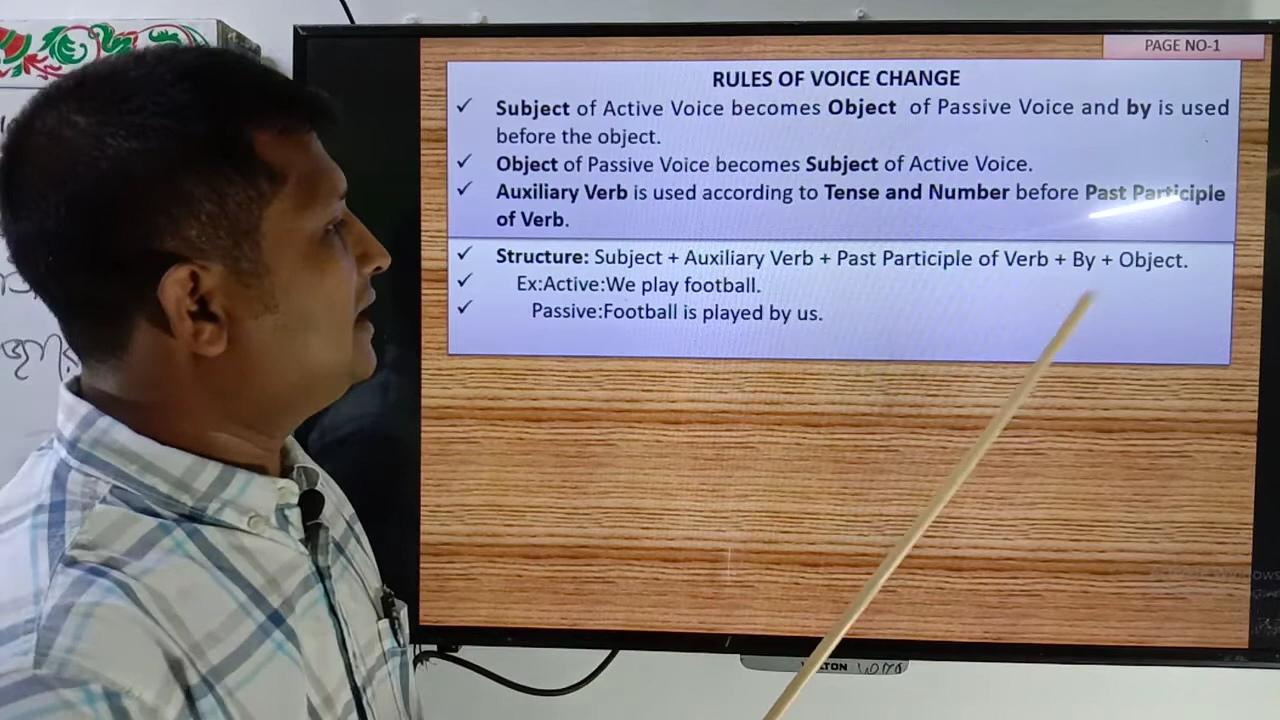 PAGE NO-1
RULES OF VOICE CHANGE
✓ Subject of Active Voice becomes Object of Passive Voice and by is used
before the object.
✓ Object of Passive Voice becomes Subject of Active Voice.
✓ Auxiliary Verb is used according to Tense and Number before Past Participle
of Verb.
✓ Structure: Subject + Auxiliary Verb + Past Participle of Verb + By + Object.
✓ Ex:Active:We play football.
✓ Passive:Football is played by us.